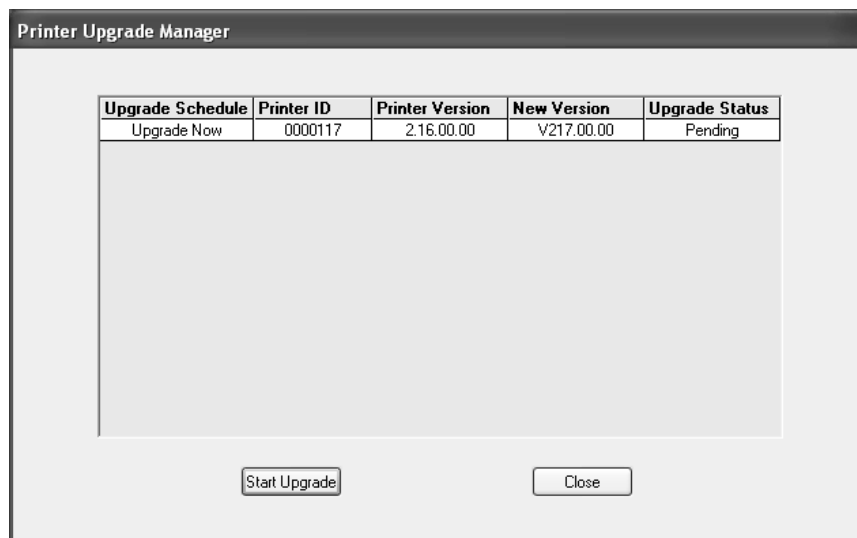 Printer Upgrade Manager
Upgrade Schedule Printer ID Printer Version New Version Upgrade Status
Upgrade Now 0000117 2.16.00.00 V217.00.00 Pending
Start Upgrade Close